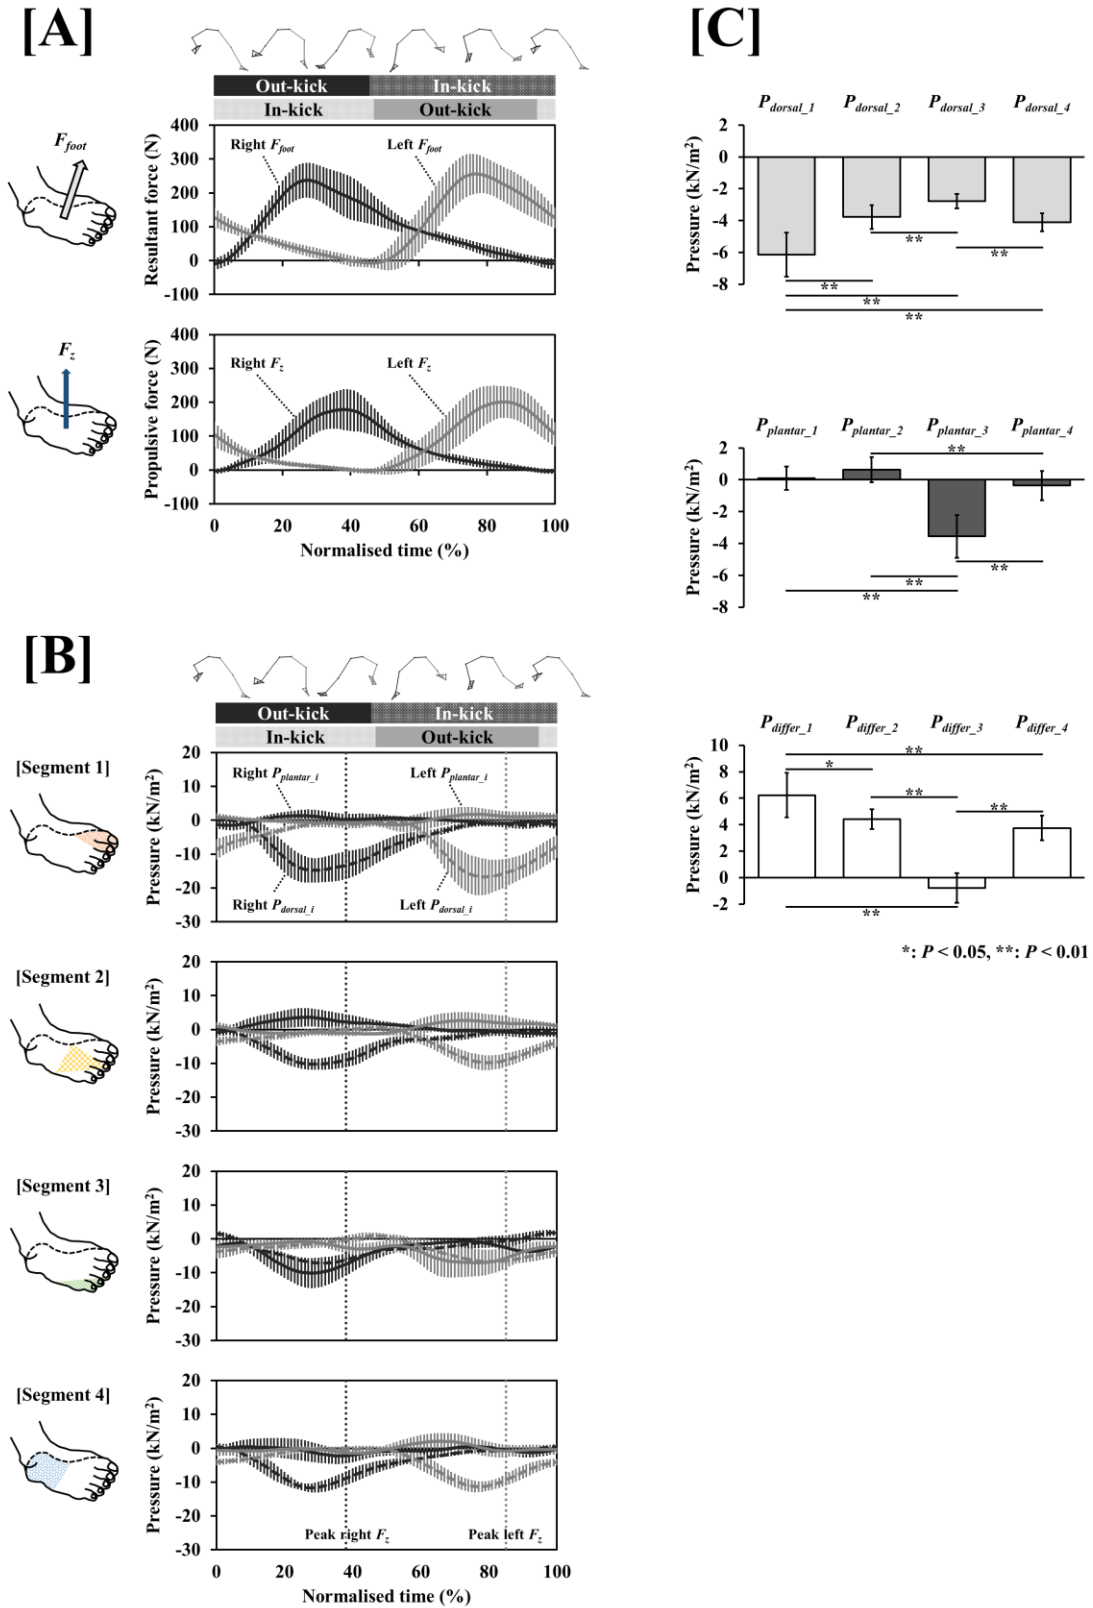 [A]
Out-kick In-kick
In-kick Out-kick
F_foot
Resultant force (N)
400
300
200
100
0
-100
Right F_foot Left F_foot
F_z
Propulsive force (N)
400
300
200
100
0
-100
Right F_z Left F_z
0 20 40 60 80 100
Normalised time (%)
[B]
Out-kick In-kick
In-kick Out-kick
[Segment 1]
Pressure (kN/m²)
20
10
0
-10
-20
-30
Right P_plantar_i Left P_plantar_i
Right P_dorsal_i Left P_dorsal_i
[Segment 2]
Pressure (kN/m²)
20
10
0
-10
-20
-30
[Segment 3]
Pressure (kN/m²)
20
10
0
-10
-20
-30
[Segment 4]
Pressure (kN/m²)
20
10
0
-10
-20
-30
Peak right F_z Peak left F_z
0 20 40 60 80 100
Normalised time (%)
[C]
P_dorsal_1 P_dorsal_2 P_dorsal_3 P_dorsal_4
Pressure (kN/m²)
2
0
-2
-4
-6
-8
**
**
**
**
**
P_plantar_1 P_plantar_2 P_plantar_3 P_plantar_4
Pressure (kN/m²)
2
0
-2
-4
-6
-8
**
**
**
**
P_differ_1 P_differ_2 P_differ_3 P_differ_4
Pressure (kN/m²)
10
8
6
4
2
0
-2
**
*
**
**
**
*: P < 0.05, **: P < 0.01